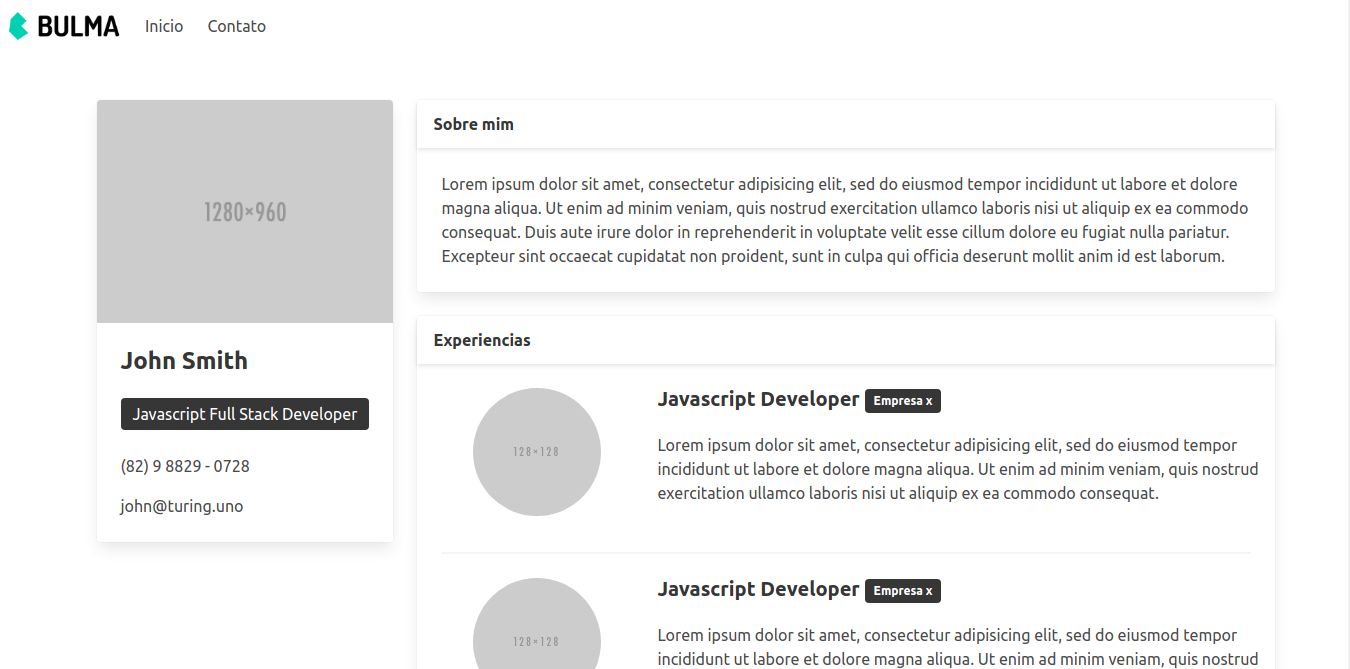 BULMA Inicio Contato
1280×960
John Smith
Javascript Full Stack Developer
(82) 9 8829 - 0728
john@turing.uno
Sobre mim
Lorem ipsum dolor sit amet, consectetur adipisicing elit, sed do eiusmod tempor incididunt ut labore et dolore
magna aliqua. Ut enim ad minim veniam, quis nostrud exercitation ullamco laboris nisi ut aliquip ex ea commodo
consequat. Duis aute irure dolor in reprehenderit in voluptate velit esse cillum dolore eu fugiat nulla pariatur.
Excepteur sint occaecat cupidatat non proident, sunt in culpa qui officia deserunt mollit anim id est laborum.
Experiencias
128×128
Javascript Developer Empresa x
Lorem ipsum dolor sit amet, consectetur adipisicing elit, sed do eiusmod tempor
incididunt ut labore et dolore magna aliqua. Ut enim ad minim veniam, quis nostrud
exercitation ullamco laboris nisi ut aliquip ex ea commodo consequat.
128×128
Javascript Developer Empresa x
Lorem ipsum dolor sit amet, consectetur adipisicing elit, sed do eiusmod tempor
incididunt ut labore et dolore magna aliqua. Ut enim ad minim veniam, quis nostrud